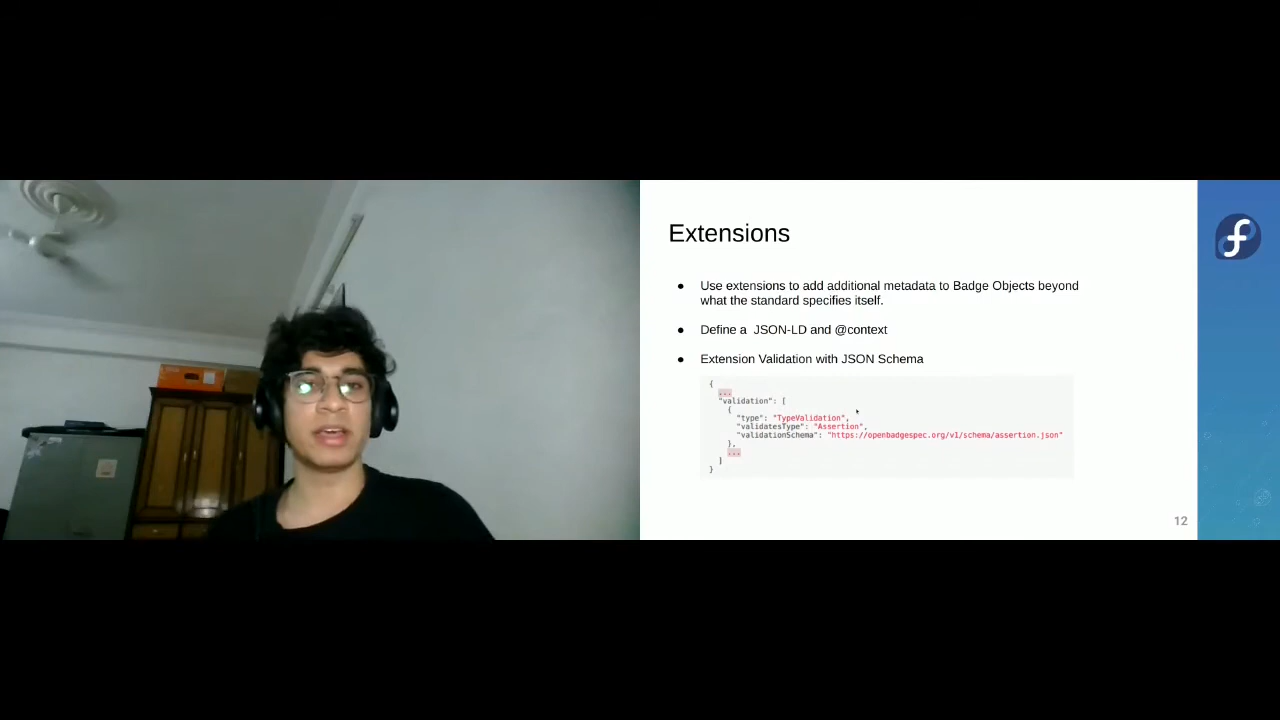 Extensions
● Use extensions to add additional metadata to Badge Objects beyond
what the standard specifies itself.
● Define a  JSON-LD and @context
● Extension Validation with JSON Schema
{
...
"validation": [
{
"type": "TypeValidation",
"validatesType": "Assertion",
"validationSchema": "https://openbadgespec.org/v1/schema/assertion.json"
},
...
]
}
12